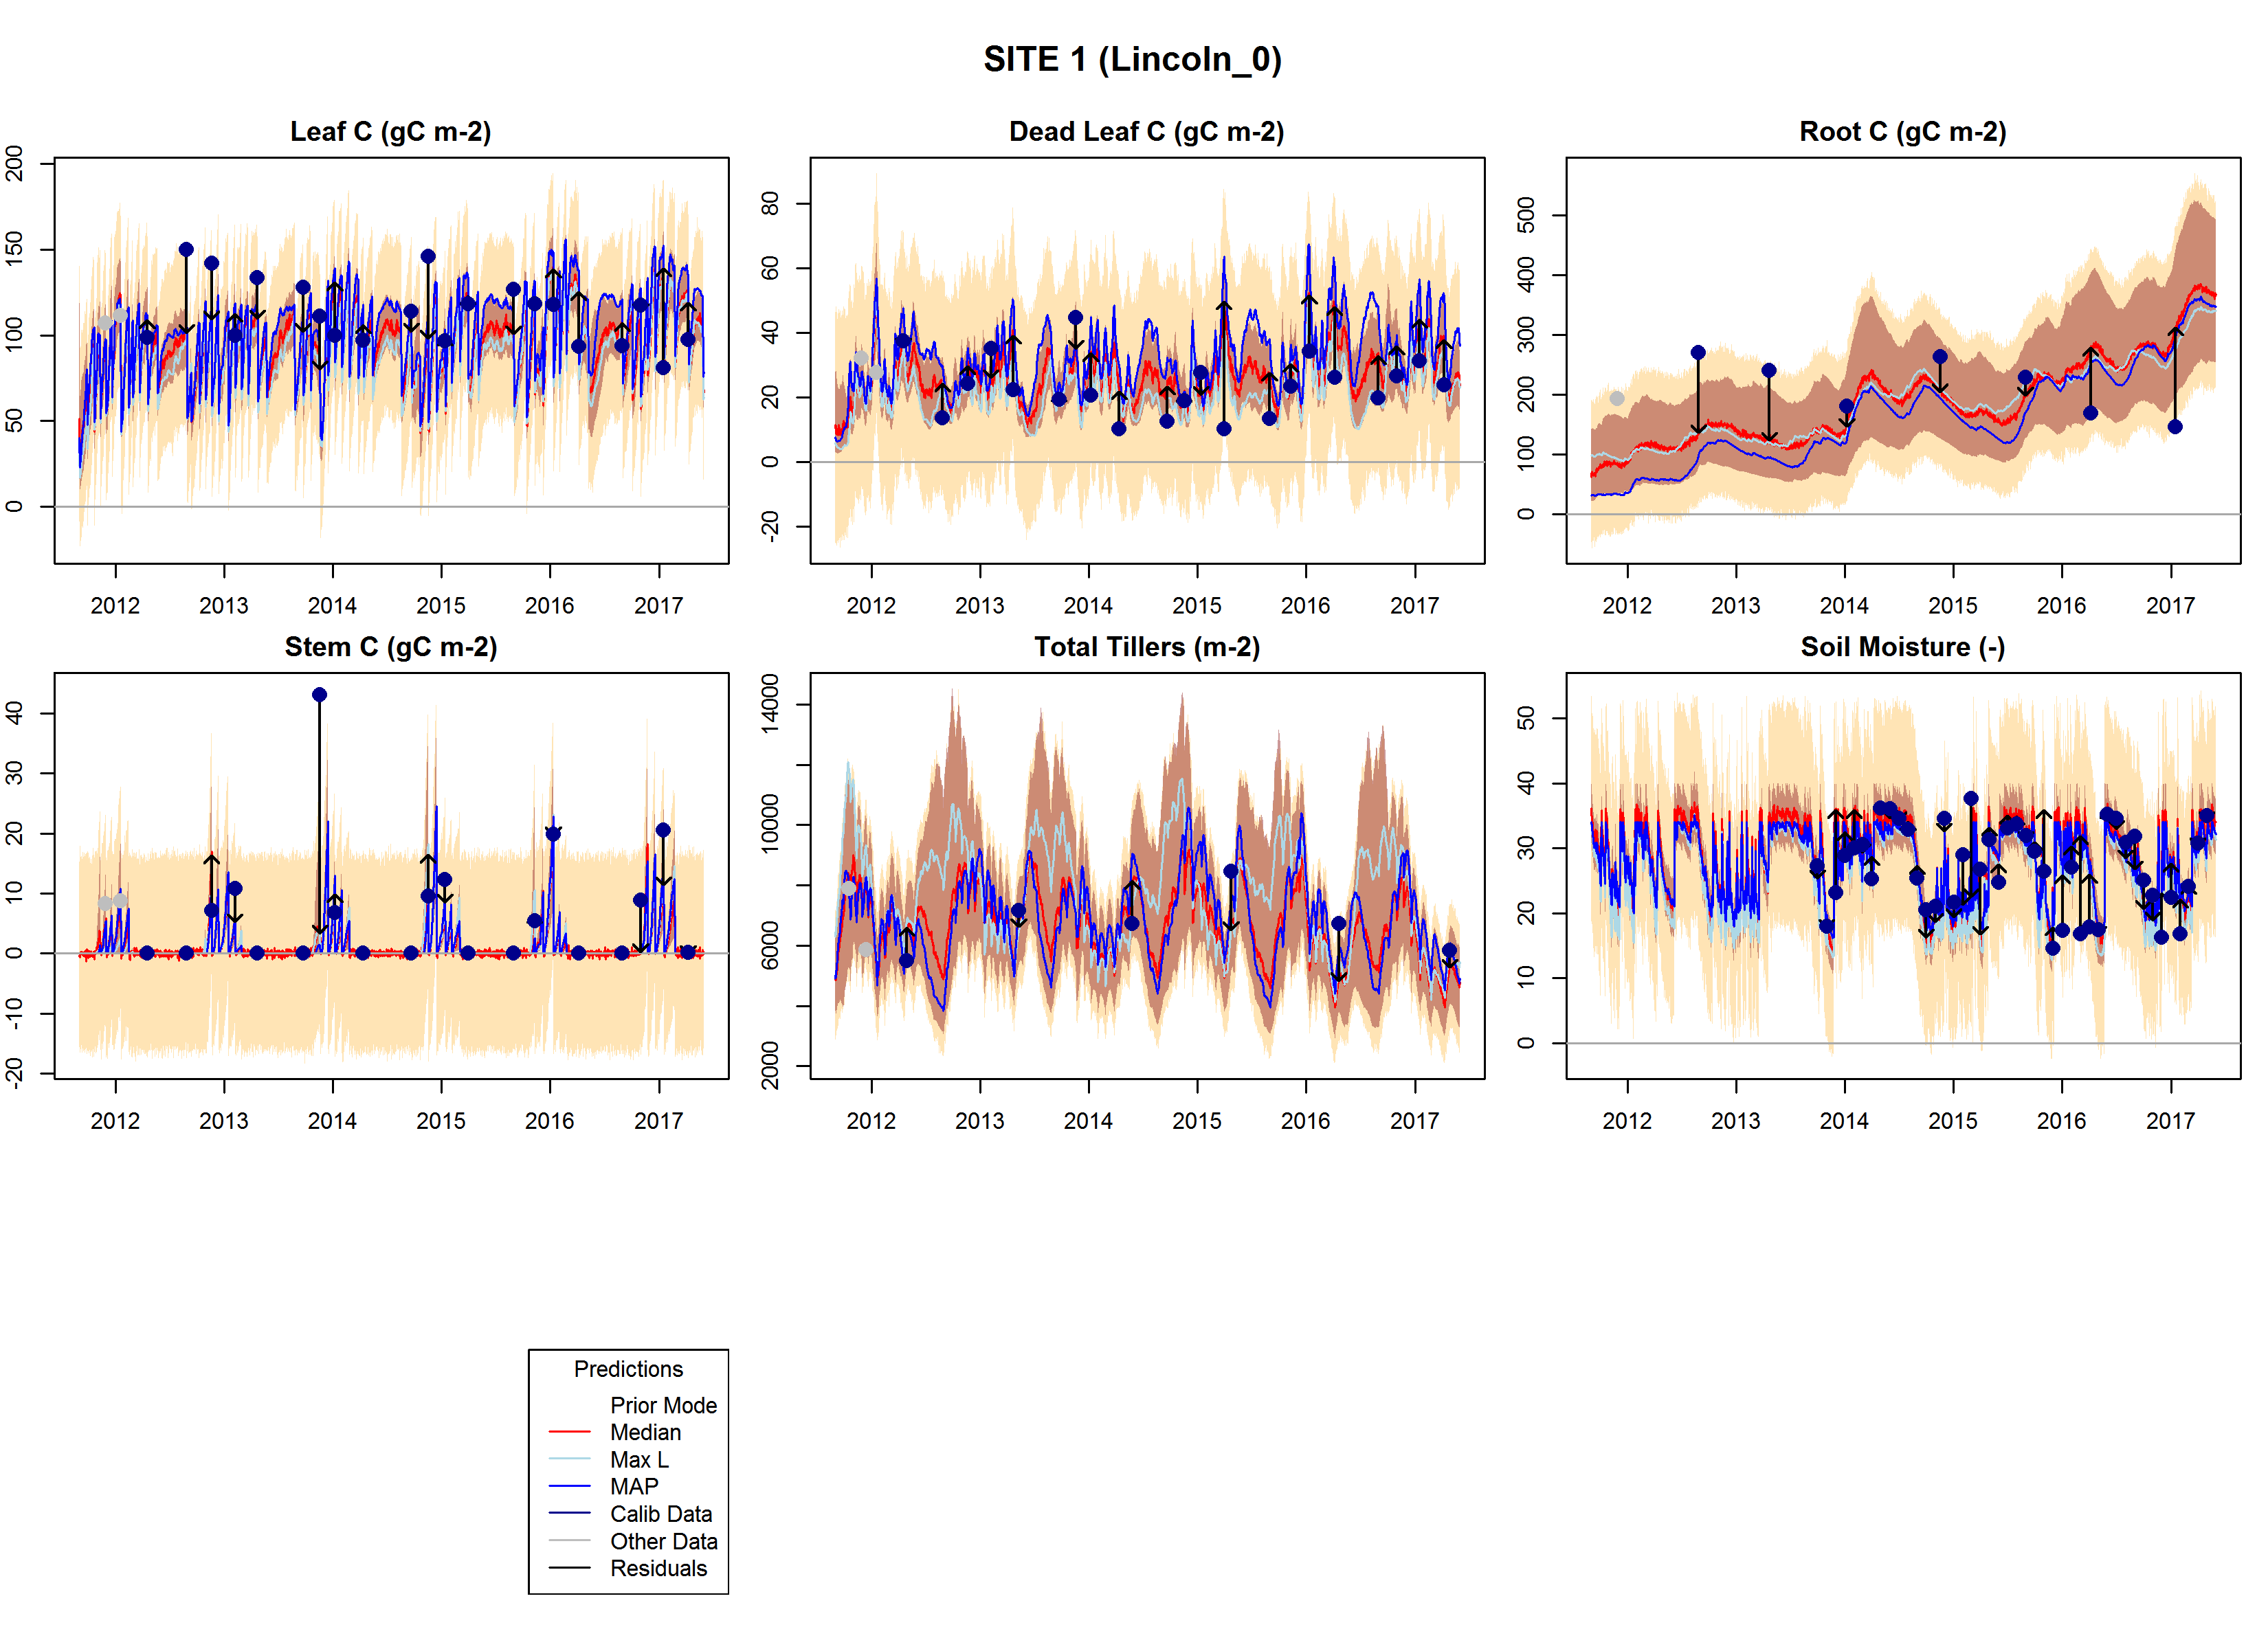 SITE 1 (Lincoln_0)
Leaf C (gC m-2)
0 50 100 150 200
2012 2013 2014 2015 2016 2017
Dead Leaf C (gC m-2)
-20 0 20 40 60 80
2012 2013 2014 2015 2016 2017
Root C (gC m-2)
0 100 200 300 400 500
2012 2013 2014 2015 2016 2017
Stem C (gC m-2)
-20 -10 0 10 20 30 40
2012 2013 2014 2015 2016 2017
Total Tillers (m-2)
2000 6000 10000 14000
2012 2013 2014 2015 2016 2017
Soil Moisture (-)
0 10 20 30 40 50
2012 2013 2014 2015 2016 2017
Predictions
Prior Mode
Median
Max L
MAP
Calib Data
Other Data
Residuals